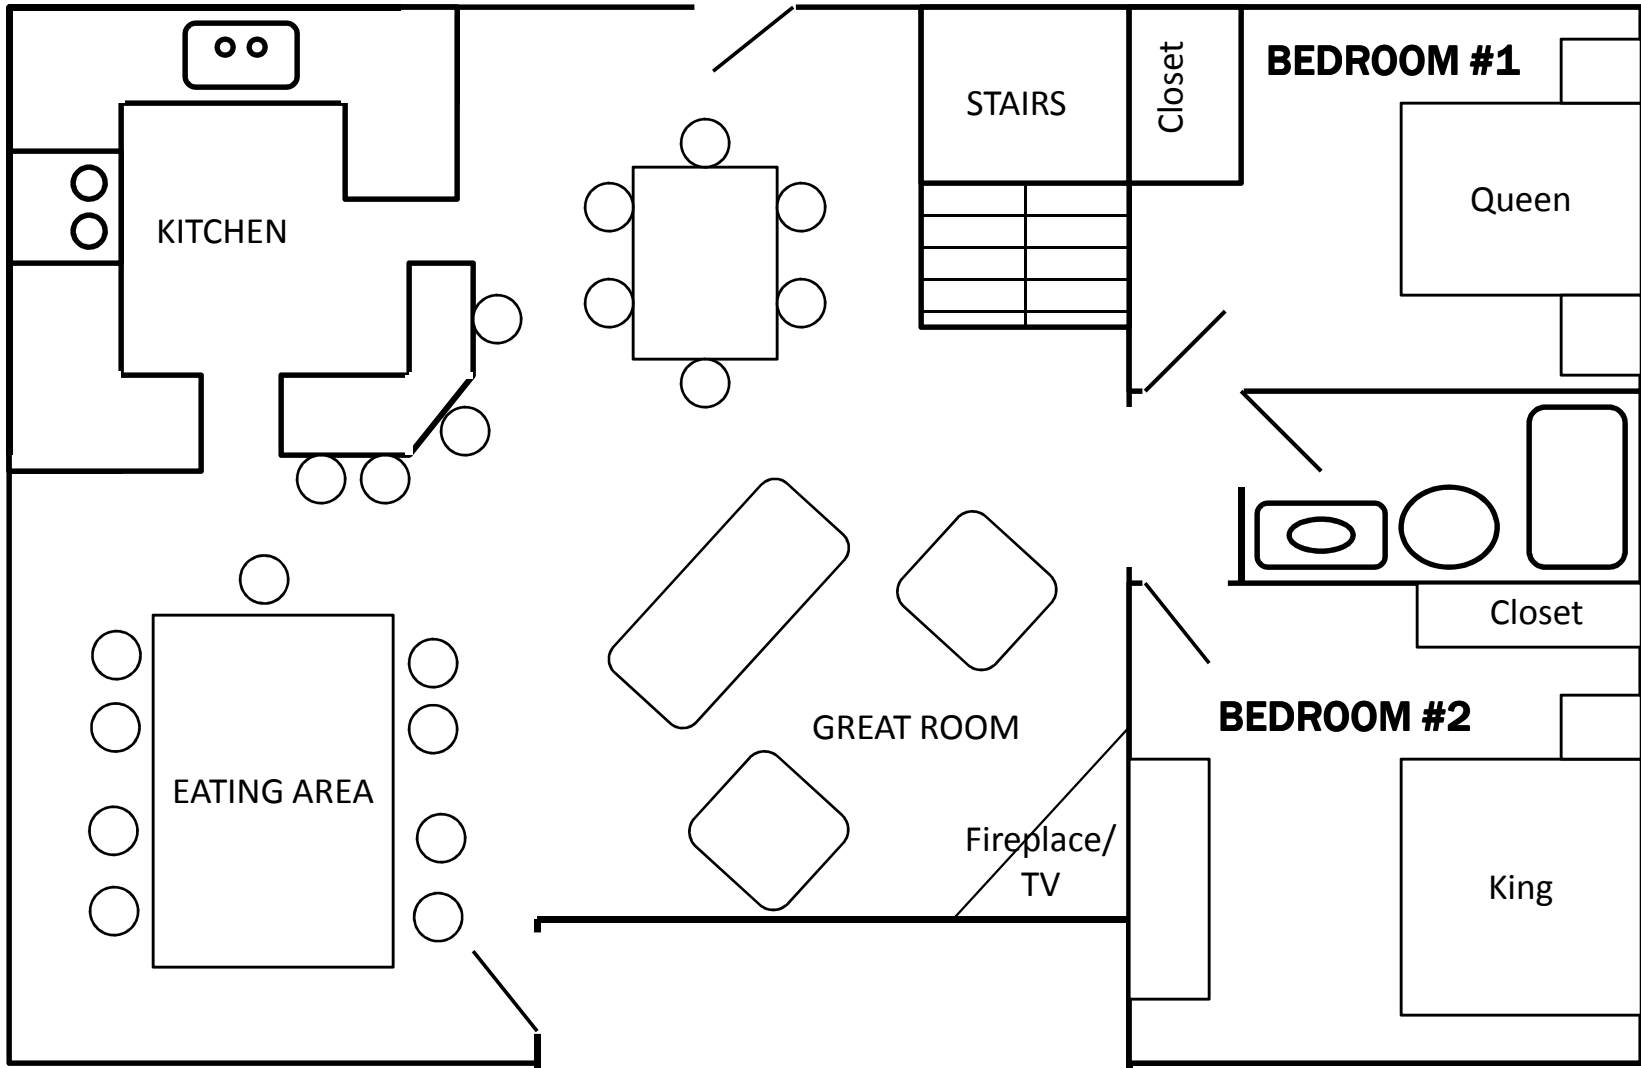 BEDROOM #1
Closet
STAIRS
Queen
KITCHEN
Closet
BEDROOM #2
GREAT ROOM
EATING AREA
Fireplace/
TV
King